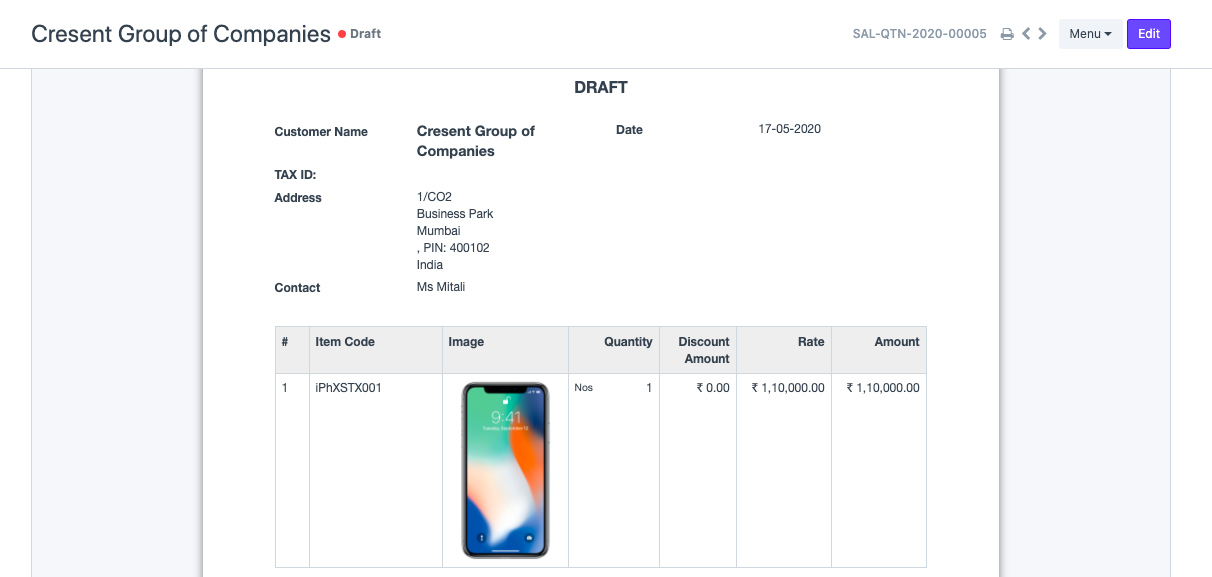 Cresent Group of Companies Draft
SAL-QTN-2020-00005 Menu Edit
DRAFT
Customer Name Cresent Group of Companies Date 17-05-2020
TAX ID:
Address 1/CO2
Business Park
Mumbai
, PIN: 400102
India
Contact Ms Mitali
# Item Code Image Quantity Discount Amount Rate Amount
1 iPhXSTX001 Nos 1 ₹ 0.00 ₹ 1,10,000.00 ₹ 1,10,000.00
9:41